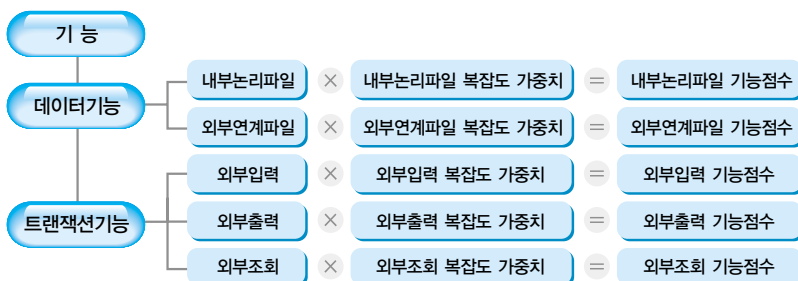 기 능
데이터기능
내부논리파일 × 내부논리파일 복잡도 가중치 = 내부논리파일 기능점수
외부연계파일 × 외부연계파일 복잡도 가중치 = 외부연계파일 기능점수
트랜잭션기능
외부입력 × 외부입력 복잡도 가중치 = 외부입력 기능점수
외부출력 × 외부출력 복잡도 가중치 = 외부출력 기능점수
외부조회 × 외부조회 복잡도 가중치 = 외부조회 기능점수